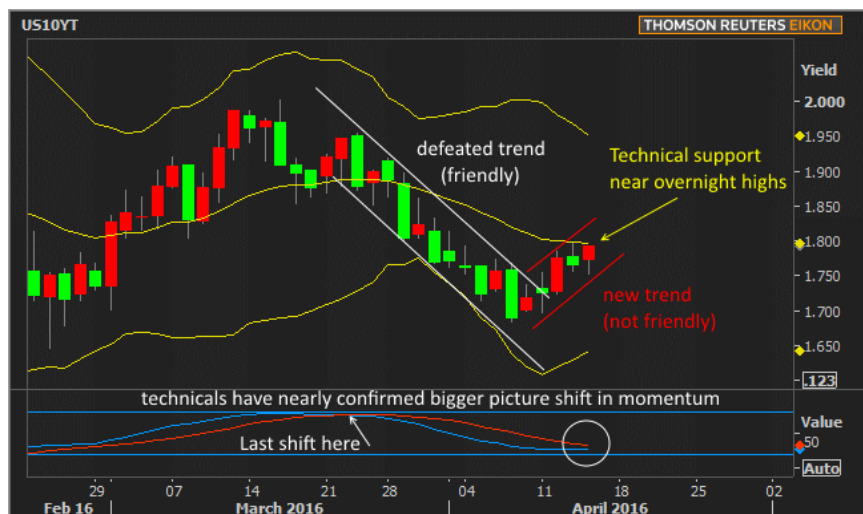 US10YT
THOMSON REUTERS EIKON
Yield
2.000
1.950
1.900
1.850
1.800
1.750
1.700
1.650
.123
defeated trend
(friendly)
Technical support
near overnight highs
new trend
(not friendly)
technicals have nearly confirmed bigger picture shift in momentum
Last shift here
Value
50
Auto
29 07 14 21 28 04 11 18 25 02
Feb 16 March 2016 April 2016